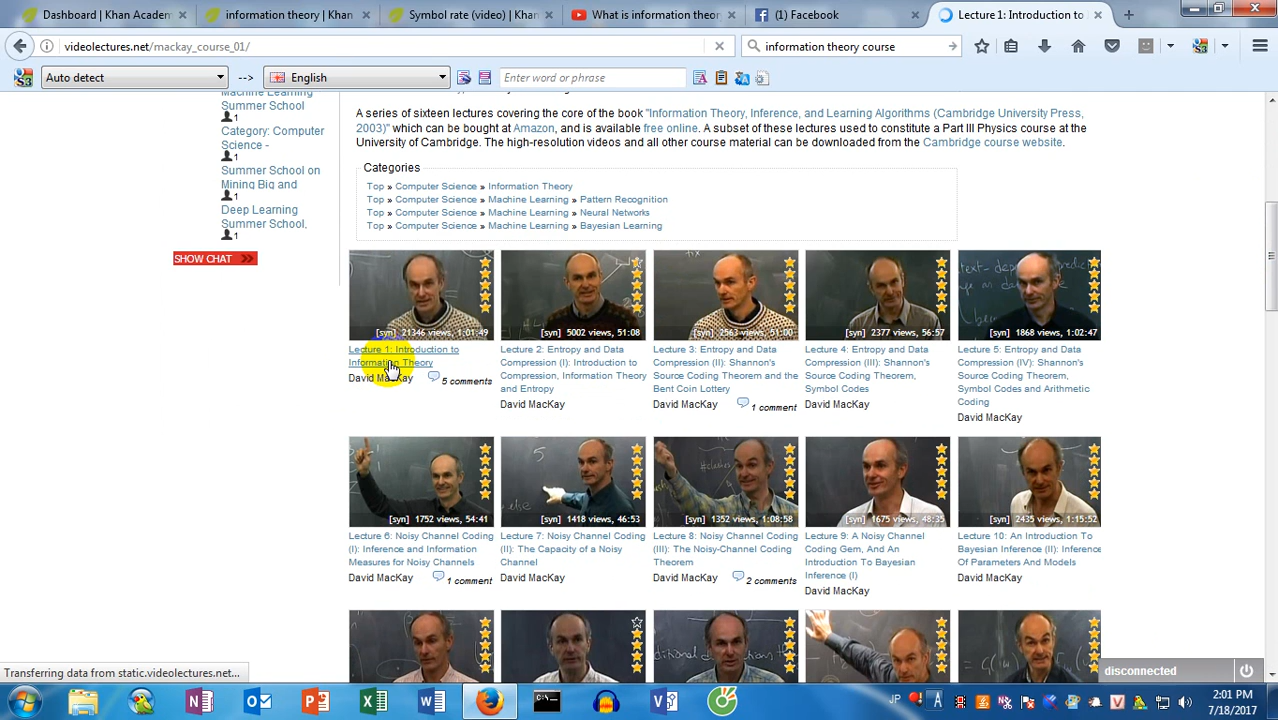 Dashboard | Khan Acade...
information theory | Khan
Symbol rate (video) | Khan
What is information theor
(1) Facebook
Lecture 1: Introduction to
videolectures.net/mackay_course_01/
information theory course
Auto detect
-->
English
Enter word or phrase
Machine Learning
Summer School
1
Category: Computer
Science -
1
Summer School on
Mining Big and
1
Deep Learning
Summer School,
1
SHOW CHAT >>
A series of sixteen lectures covering the core of the book "Information Theory, Inference, and Learning Algorithms (Cambridge University Press,
2003)" which can be bought at Amazon, and is available free online. A subset of these lectures used to constitute a Part III Physics course at the
University of Cambridge. The high-resolution videos and all other course material can be downloaded from the Cambridge course website.
Categories
Top » Computer Science » Information Theory
Top » Computer Science » Machine Learning » Pattern Recognition
Top » Computer Science » Machine Learning » Neural Networks
Top » Computer Science » Machine Learning » Bayesian Learning
[syn] 21346 views, 1:01:49
Lecture 1: Introduction to
Information Theory
David MacKay
5 comments
[syn] 5002 views, 51:08
Lecture 2: Entropy and Data
Compression (I): Introduction to
Compression, Information Theory
and Entropy
David MacKay
[syn] 2563 views, 51:00
Lecture 3: Entropy and Data
Compression (II): Shannon's
Source Coding Theorem and the
Bent Coin Lottery
David MacKay
1 comment
[syn] 2377 views, 56:57
Lecture 4: Entropy and Data
Compression (III): Shannon's
Source Coding Theorem,
Symbol Codes
David MacKay
[syn] 1868 views, 1:02:47
Lecture 5: Entropy and Data
Compression (IV): Shannon's
Source Coding Theorem,
Symbol Codes and Arithmetic
Coding
David MacKay
[syn] 1752 views, 54:41
Lecture 6: Noisy Channel Coding
(I): Inference and Information
Measures for Noisy Channels
David MacKay
1 comment
[syn] 1418 views, 46:53
Lecture 7: Noisy Channel Coding
(II): The Capacity of a Noisy
Channel
David MacKay
[syn] 1352 views, 1:08:58
Lecture 8: Noisy Channel Coding
(III): The Noisy-Channel Coding
Theorem
David MacKay
2 comments
[syn] 1675 views, 48:35
Lecture 9: A Noisy Channel
Coding Gem, And An
Introduction To Bayesian
Inference (I)
David MacKay
[syn] 2435 views, 1:15:52
Lecture 10: An Introduction To
Bayesian Inference (II): Inference
Of Parameters And Models
David MacKay
Transferring data from static.videolectures.net...
disconnected
JP
2:01 PM
7/18/2017